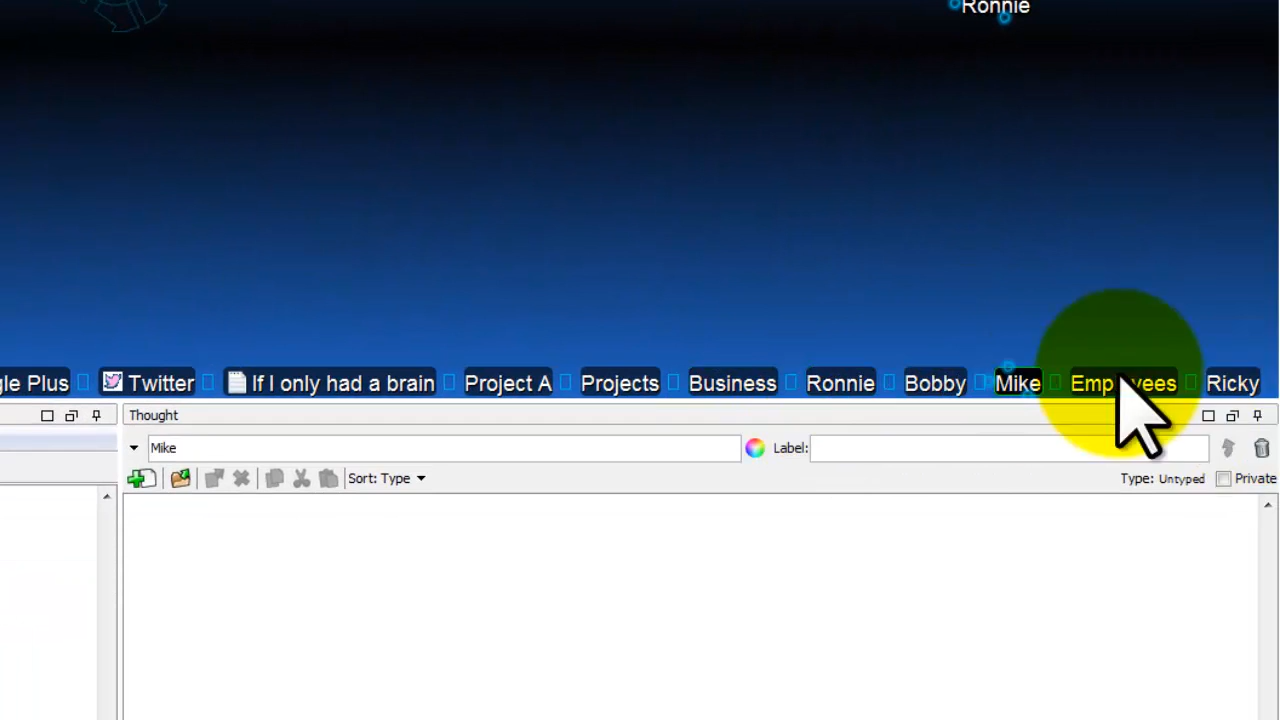 Ronnie
gle Plus Twitter If I only had a brain Project A Projects Business Ronnie Bobby Mike Employees Ricky
Thought
Mike Label:
Sort: Type Type: Untyped Private